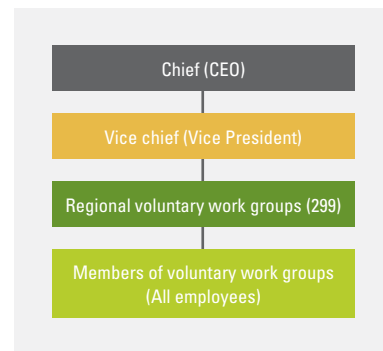 Chief (CEO)
Vice chief (Vice President)
Regional voluntary work groups (299)
Members of voluntary work groups
(All employees)